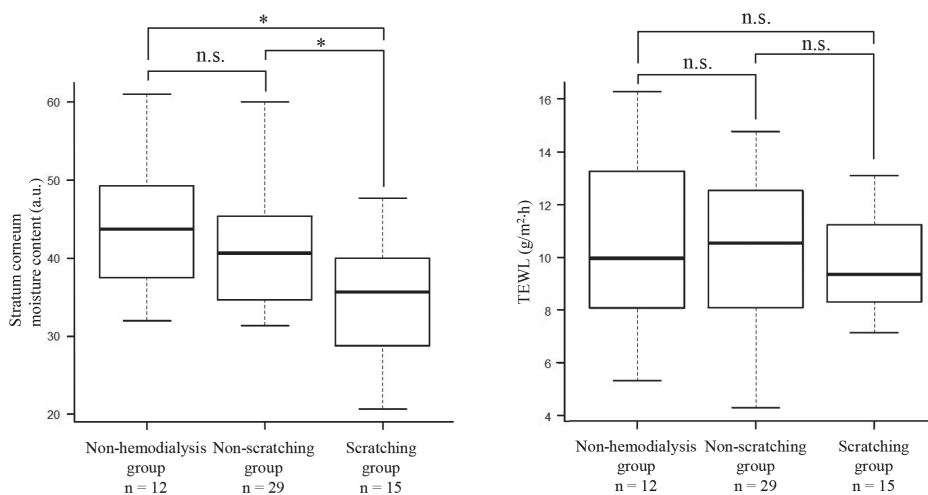 *
*
n.s.
Stratum corneum
moisture content (a.u.)
60
50
40
30
20
Non-hemodialysis
group
n = 12
Non-scratching
group
n = 29
Scratching
group
n = 15
n.s.
n.s.
n.s.
TEWL (g/m²·h)
16
14
12
10
8
6
4
Non-hemodialysis
group
n = 12
Non-scratching
group
n = 29
Scratching
group
n = 15